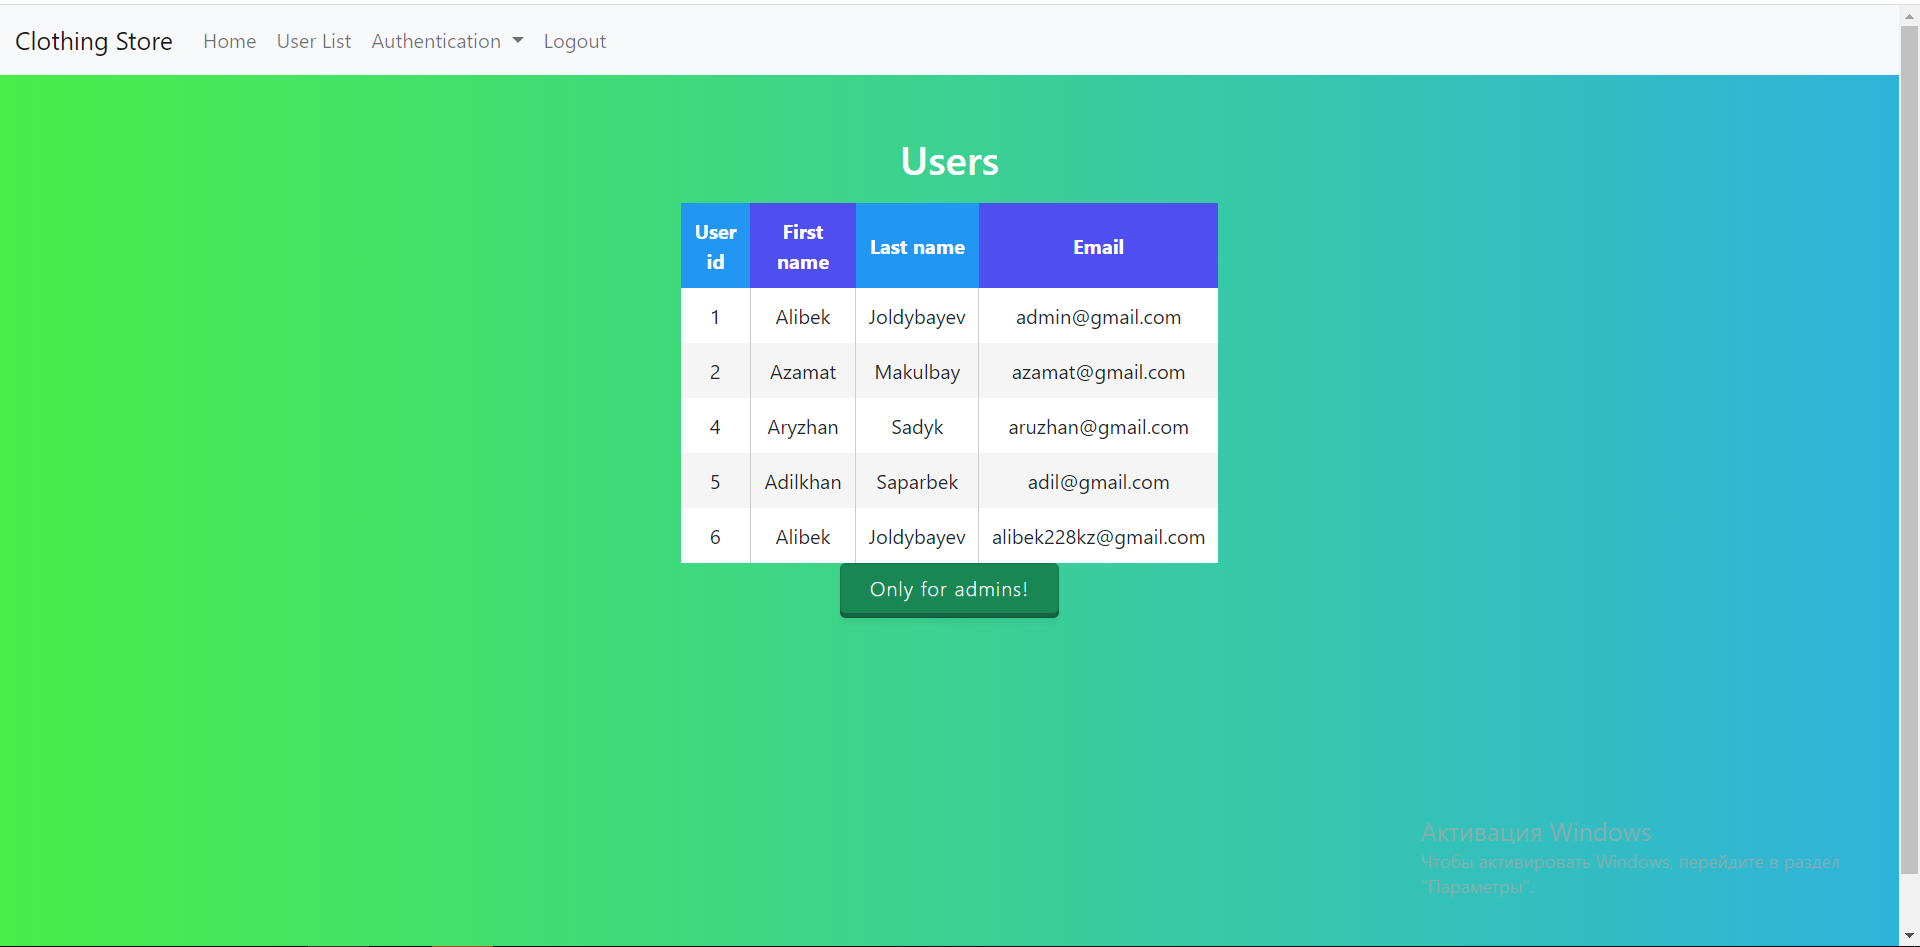 Clothing Store Home User List Authentication Logout
Users
User id First name Last name Email
1 Alibek Joldybayev admin@gmail.com
2 Azamat Makulbay azamat@gmail.com
4 Aryzhan Sadyk aruzhan@gmail.com
5 Adilkhan Saparbek adil@gmail.com
6 Alibek Joldybayev alibek228kz@gmail.com
Only for admins!
Активация Windows
Чтобы активировать Windows, перейдите в раздел
"Параметры".